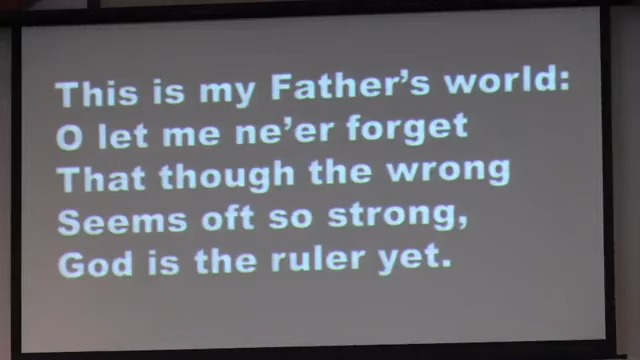 This is my Father's world:
O let me ne'er forget
That though the wrong
Seems oft so strong,
God is the ruler yet.